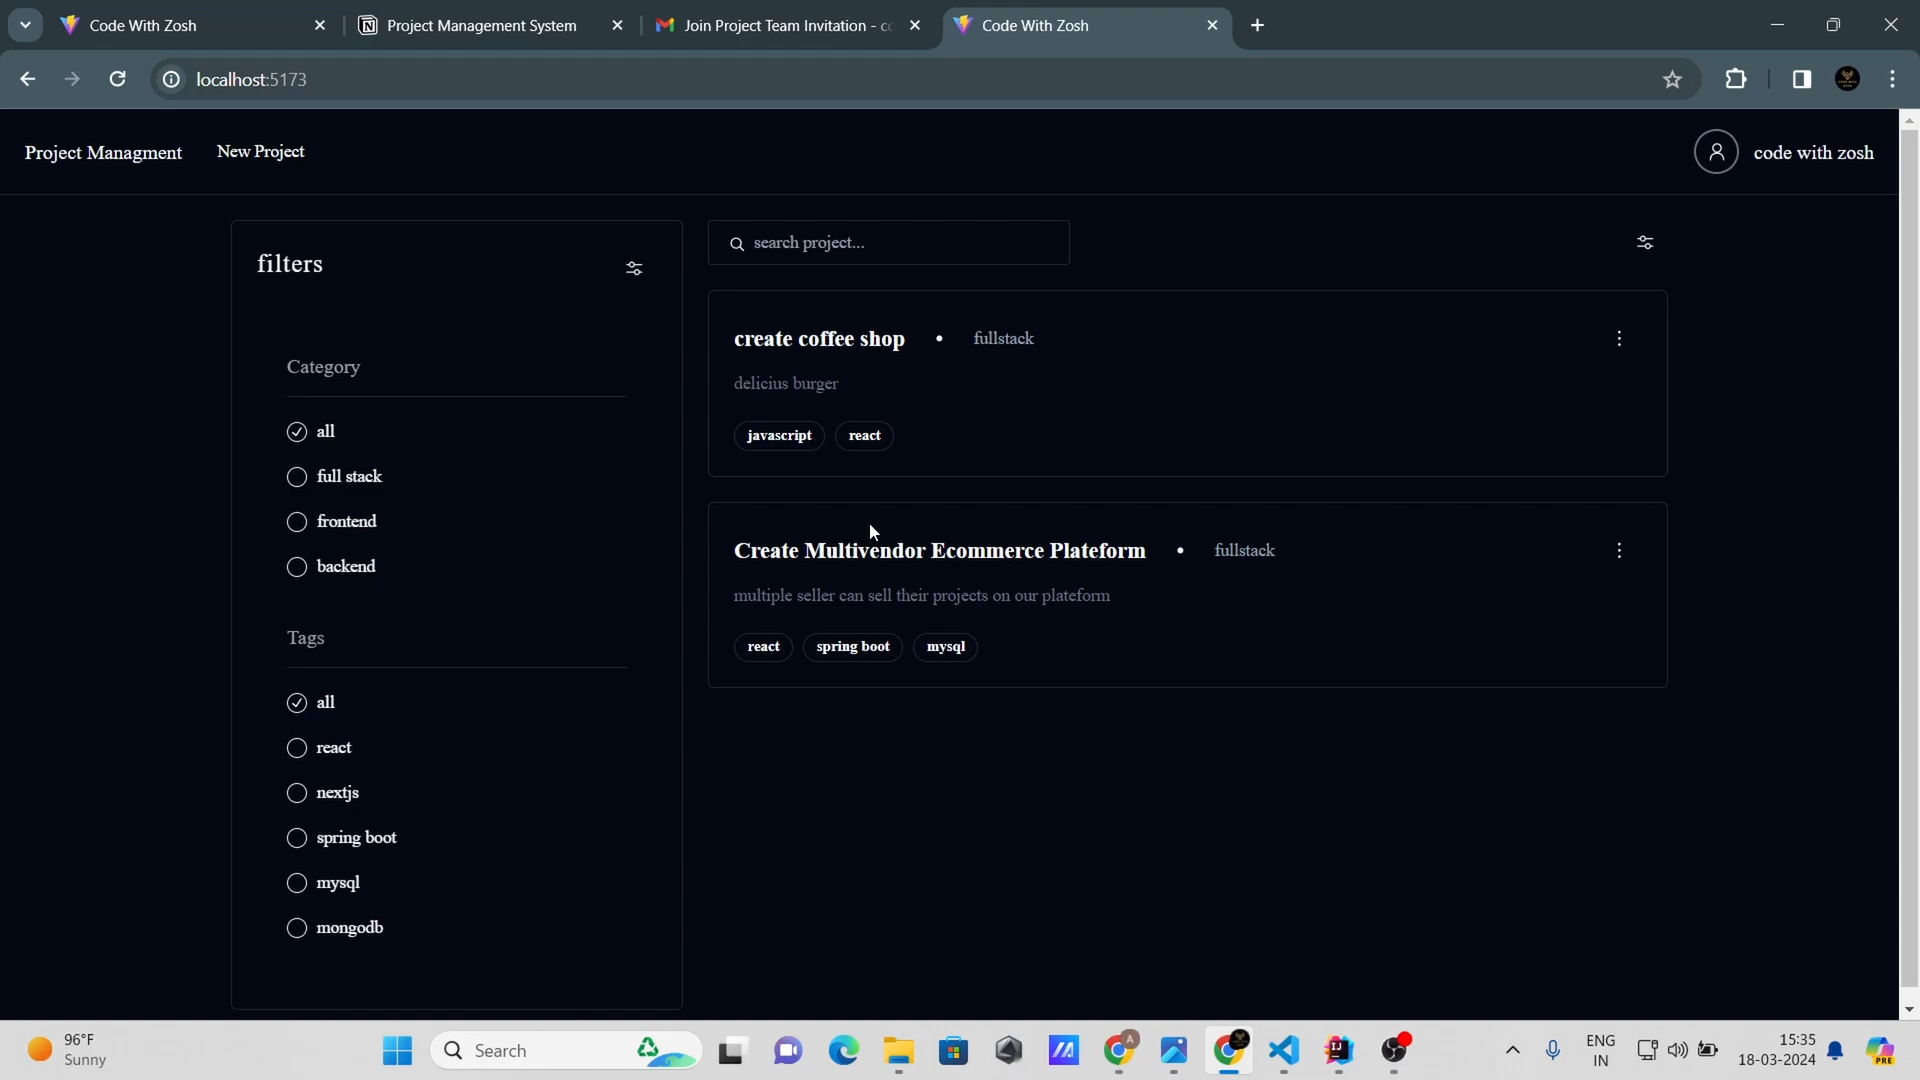 Code With Zosh
Project Management System
Join Project Team Invitation - co
Code With Zosh
localhost:5173
Project Managment
New Project
code with zosh
filters
Category
all
full stack
frontend
backend
Tags
all
react
nextjs
spring boot
mysql
mongodb
search project...
create coffee shop • fullstack
delicius burger
javascript react
Create Multivendor Ecommerce Plateform • fullstack
multiple seller can sell their projects on our plateform
react spring boot mysql
96°F
Sunny
Search
ENG
IN
15:35
18-03-2024
PRE